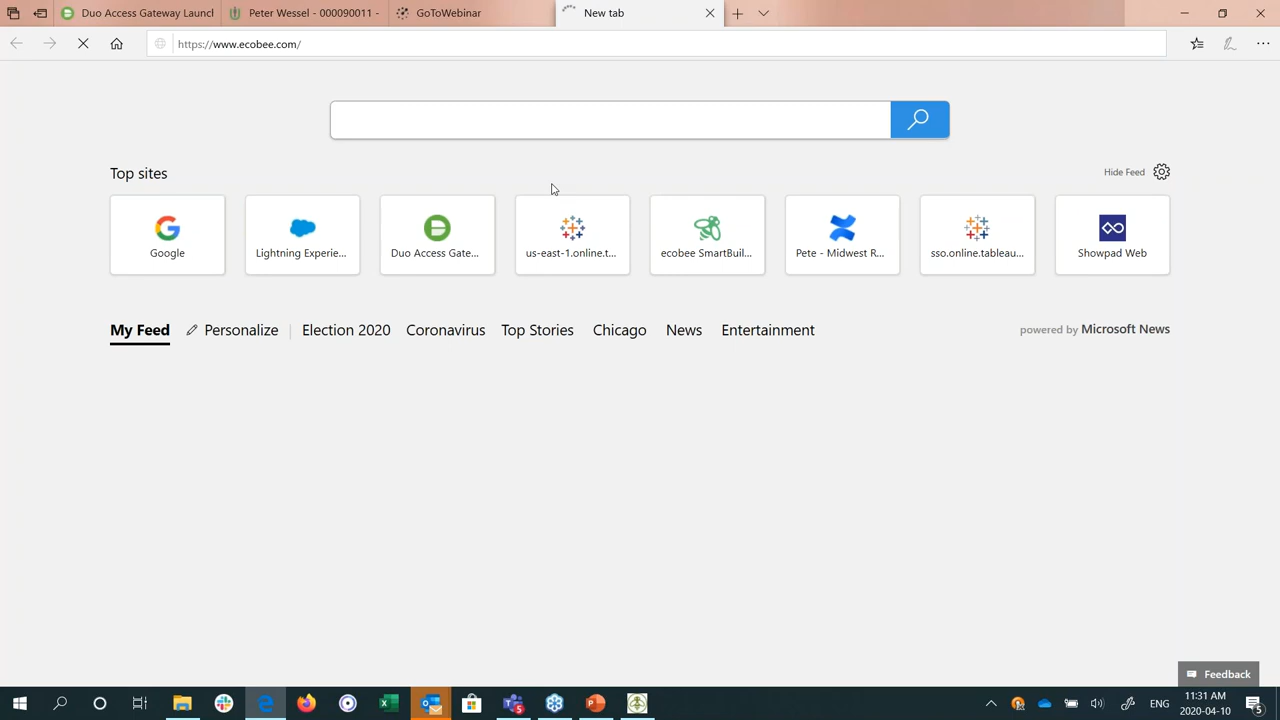 Duo Access Gateway Launcl
Peter Wessel - 000090011 -
GoToWebinar
New tab
https://www.ecobee.com/
Top sites
Hide Feed
Google
Lightning Experie...
Duo Access Gate...
us-east-1.online.t...
ecobee SmartBuil...
Pete - Midwest R...
sso.online.tableau...
Showpad Web
My Feed
Personalize
Election 2020
Coronavirus
Top Stories
Chicago
News
Entertainment
powered by Microsoft News
Feedback
ENG
11:31 AM
2020-04-10
5